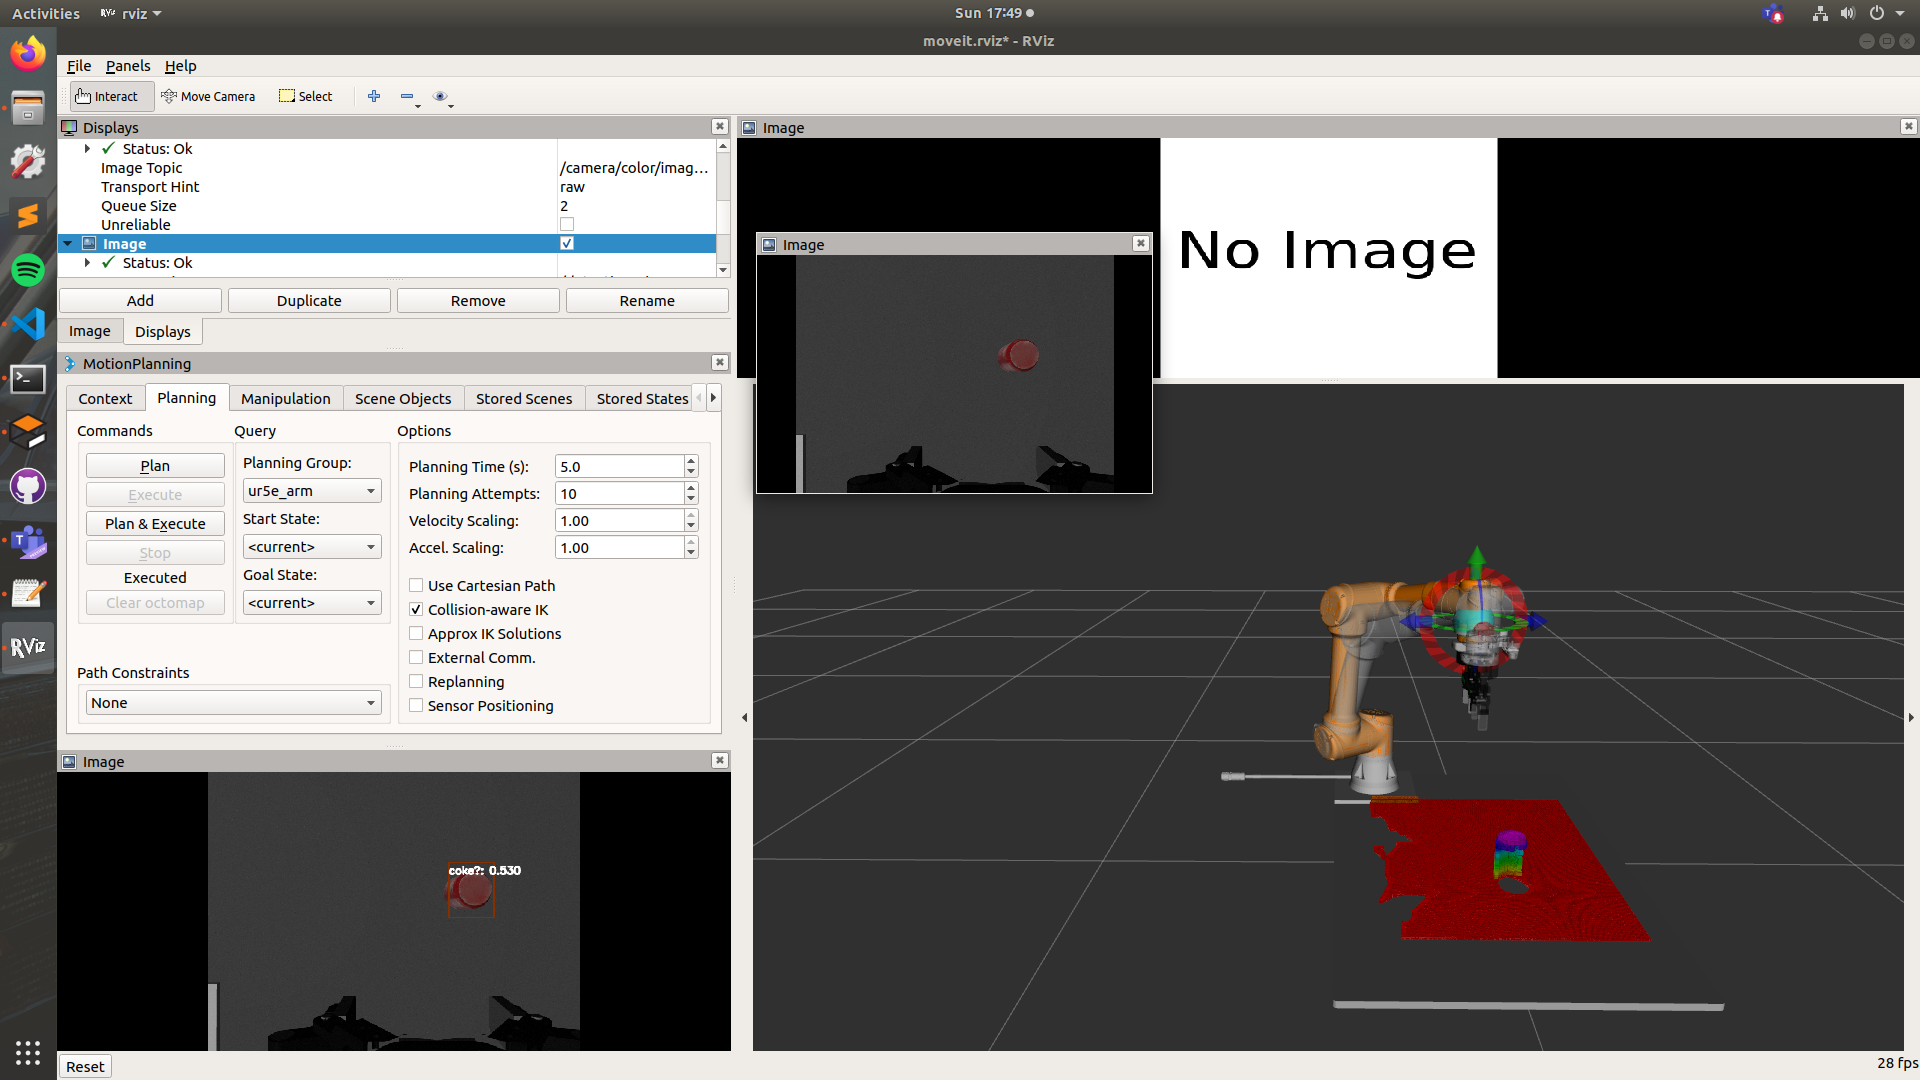 Activities
RViz rviz
Sun 17:49
moveit.rviz* - RViz
File Panels Help
Interact
Move Camera
Select
Displays
Status: Ok
Image Topic
/camera/color/imag...
Transport Hint
raw
Queue Size
2
Unreliable
Image
Status: Ok
Add
Duplicate
Remove
Rename
Image
Displays
MotionPlanning
Context
Planning
Manipulation
Scene Objects
Stored Scenes
Stored States
Commands
Query
Options
Plan
Execute
Plan & Execute
Stop
Executed
Clear octomap
Planning Group:
ur5e_arm
Start State:
<current>
Goal State:
<current>
Planning Time (s):
5.0
Planning Attempts:
10
Velocity Scaling:
1.00
Accel. Scaling:
1.00
Use Cartesian Path
Collision-aware IK
Approx IK Solutions
External Comm.
Replanning
Sensor Positioning
Path Constraints
None
Image
coke?: 0.530
Image
No Image
Image
RViz
Reset
28 fps